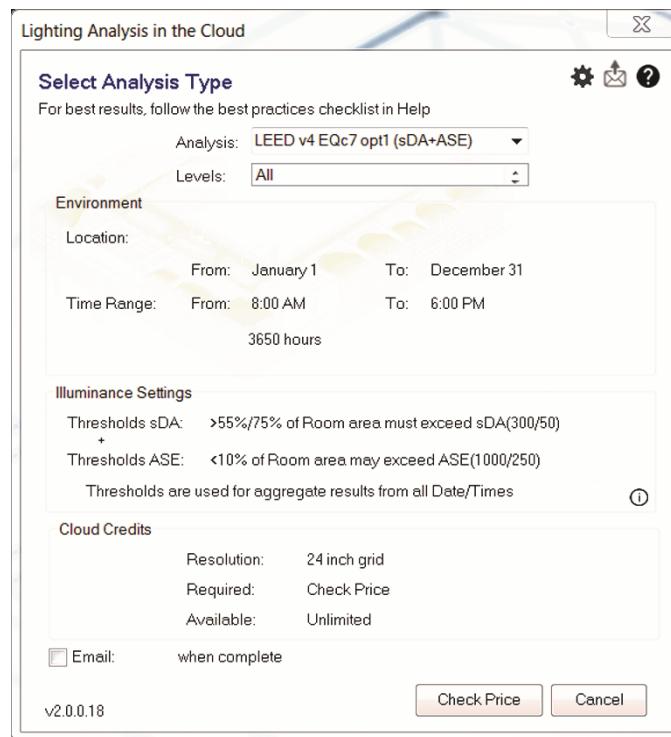 Lighting Analysis in the Cloud
Select Analysis Type
For best results, follow the best practices checklist in Help
Analysis: LEED v4 EQc7 opt1 (sDA+ASE)
Levels: All
Environment
Location:
From: January 1 To: December 31
Time Range: From: 8:00 AM To: 6:00 PM
3650 hours
Illuminance Settings
Thresholds sDA: >55%/75% of Room area must exceed sDA(300/50)
+
Thresholds ASE: <10% of Room area may exceed ASE(1000/250)
Thresholds are used for aggregate results from all Date/Times
Cloud Credits
Resolution: 24 inch grid
Required: Check Price
Available: Unlimited
Email: when complete
v2.0.0.18 Check Price Cancel